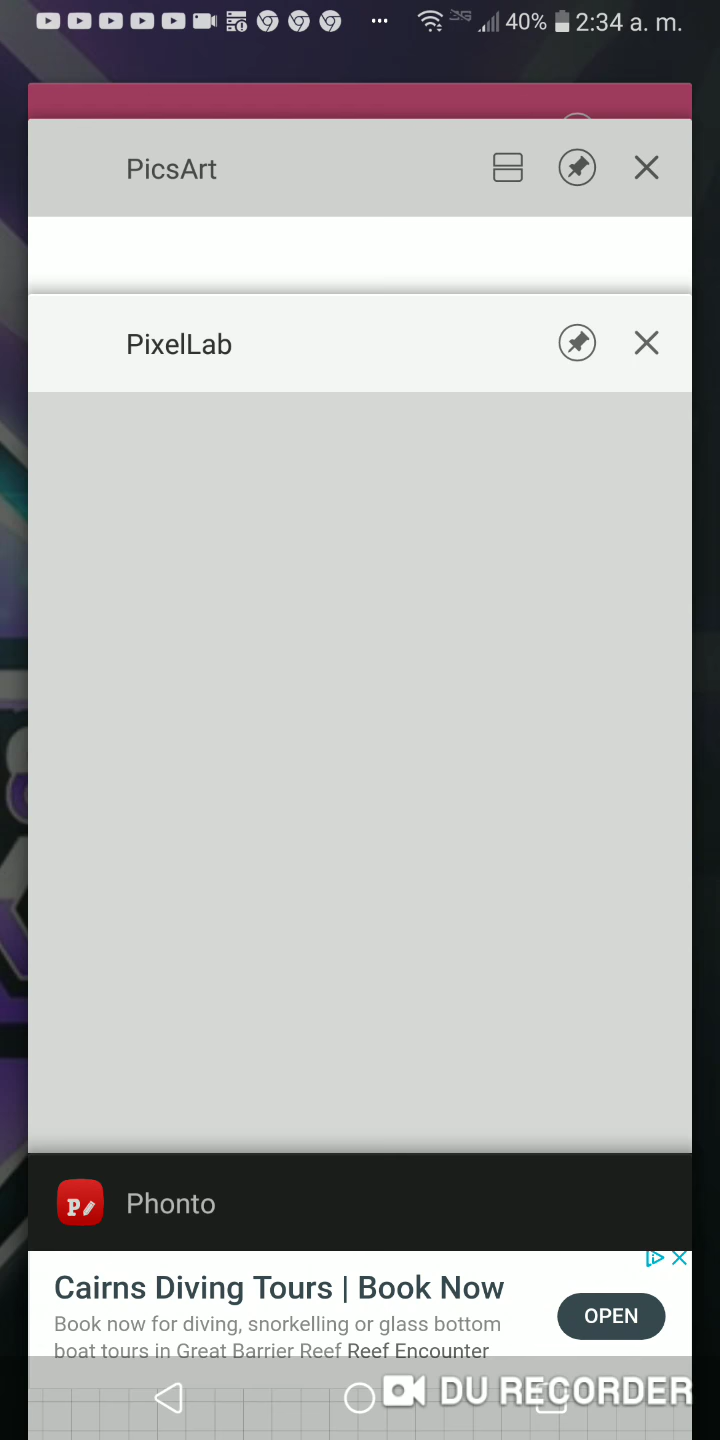 3G 40% 2:34 a. m.
PicsArt
PixelLab
Phonto
Cairns Diving Tours | Book Now
Book now for diving, snorkelling or glass bottom
boat tours in Great Barrier Reef Reef Encounter
OPEN
DU RECORDER